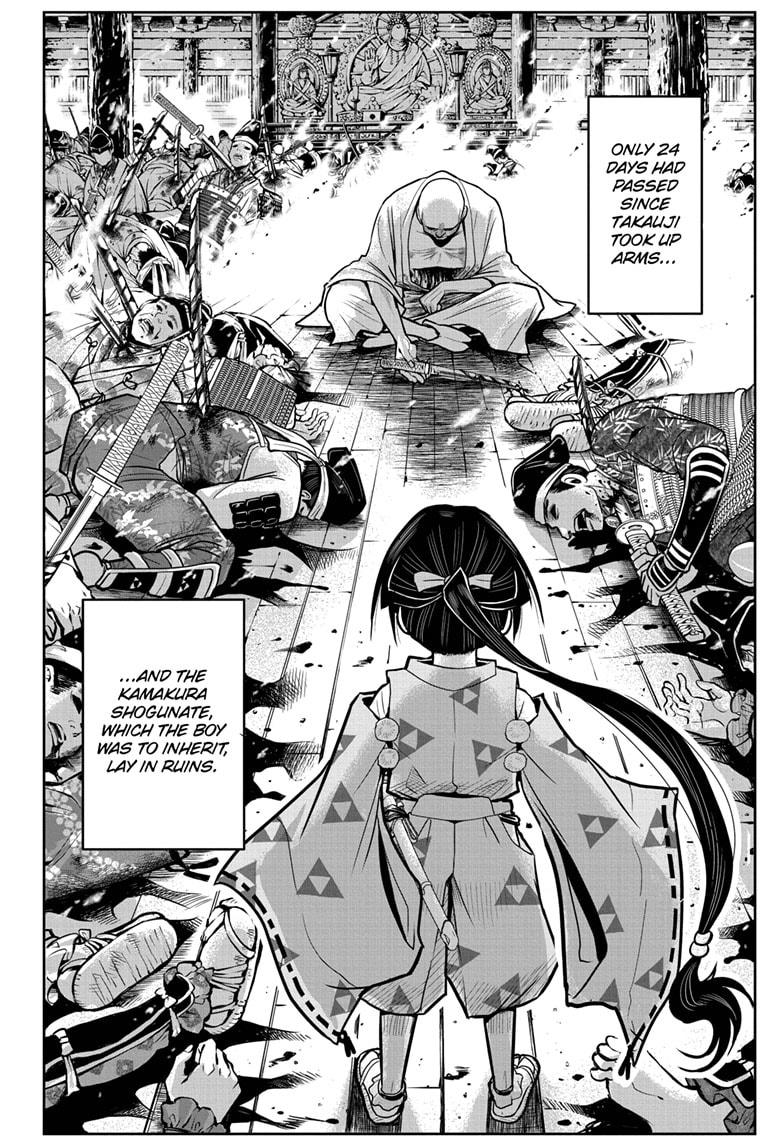 ONLY 24
DAYS HAD
PASSED
SINCE
TAKAUJI
TOOK UP
ARMS...
...AND THE
KAMAKURA
SHOGUNATE,
WHICH THE BOY
WAS TO INHERIT,
LAY IN RUINS.